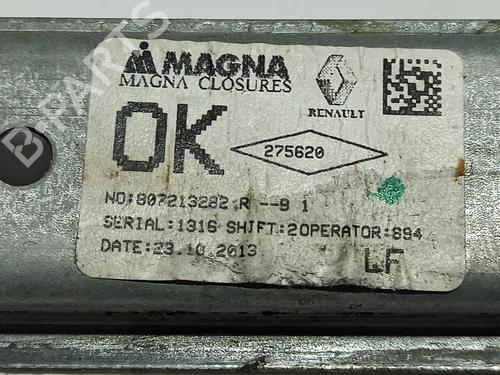 MAGNA
MAGNA CLOSURES
RENAULT
OK
275620
NO:807213282 R --B 1
SERIAL:1316 SHIFT:2OPERATOR:894
DATE:23.10.2013
LF
B-PARTS